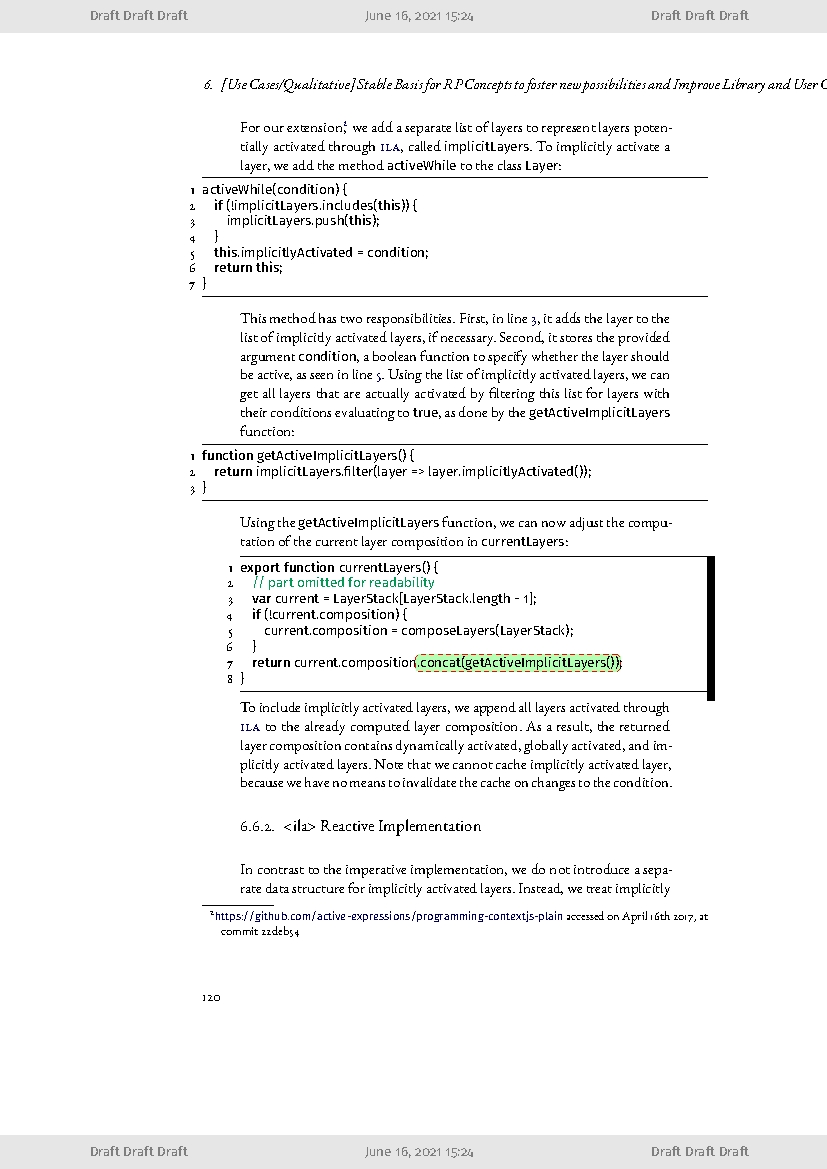 Draft Draft Draft June 16, 2021 15:24 Draft Draft Draft
6. [Use Cases/Qualitative] Stable Basis for RP Concepts to foster new possibilities and Improve Library and User
For our extension,² we add a separate list of layers to represent layers poten-
tially activated through ILA, called implicitLayers. To implicitly activate a
layer, we add the method activeWhile to the class Layer:
1 activeWhile(condition) {
2 if (!implicitLayers.includes(this)) {
3 implicitLayers.push(this);
4 }
5 this.implicitlyActivated = condition;
6 return this;
7 }
This method has two responsibilities. First, in line 3, it adds the layer to the
list of implicitly activated layers, if necessary. Second, it stores the provided
argument condition, a boolean function to specify whether the layer should
be active, as seen in line 5. Using the list of implicitly activated layers, we can
get all layers that are actually activated by filtering this list for layers with
their conditions evaluating to true, as done by the getActiveImplicitLayers
function:
1 function getActiveImplicitLayers() {
2 return implicitLayers.filter(layer => layer.implicitlyActivated());
3 }
Using the getActiveImplicitLayers function, we can now adjust the compu-
tation of the current layer composition in currentLayers:
1 export function currentLayers() {
2 // part omitted for readability
3 var current = LayerStack[LayerStack.length - 1];
4 if (!current.composition) {
5 current.composition = composeLayers(LayerStack);
6 }
7 return current.composition.concat(getActiveImplicitLayers());
8 }
To include implicitly activated layers, we append all layers activated through
ILA to the already computed layer composition. As a result, the returned
layer composition contains dynamically activated, globally activated, and im-
plicitly activated layers. Note that we cannot cache implicitly activated layer,
because we have no means to invalidate the cache on changes to the condition.
6.6.2. <ila> Reactive Implementation
In contrast to the imperative implementation, we do not introduce a sepa-
rate data structure for implicitly activated layers. Instead, we treat implicitly
²https://github.com/active-expressions/programming-contextjs-plain accessed on April 16th 2017, at
commit 22deb54
120
Draft Draft Draft June 16, 2021 15:24 Draft Draft Draft